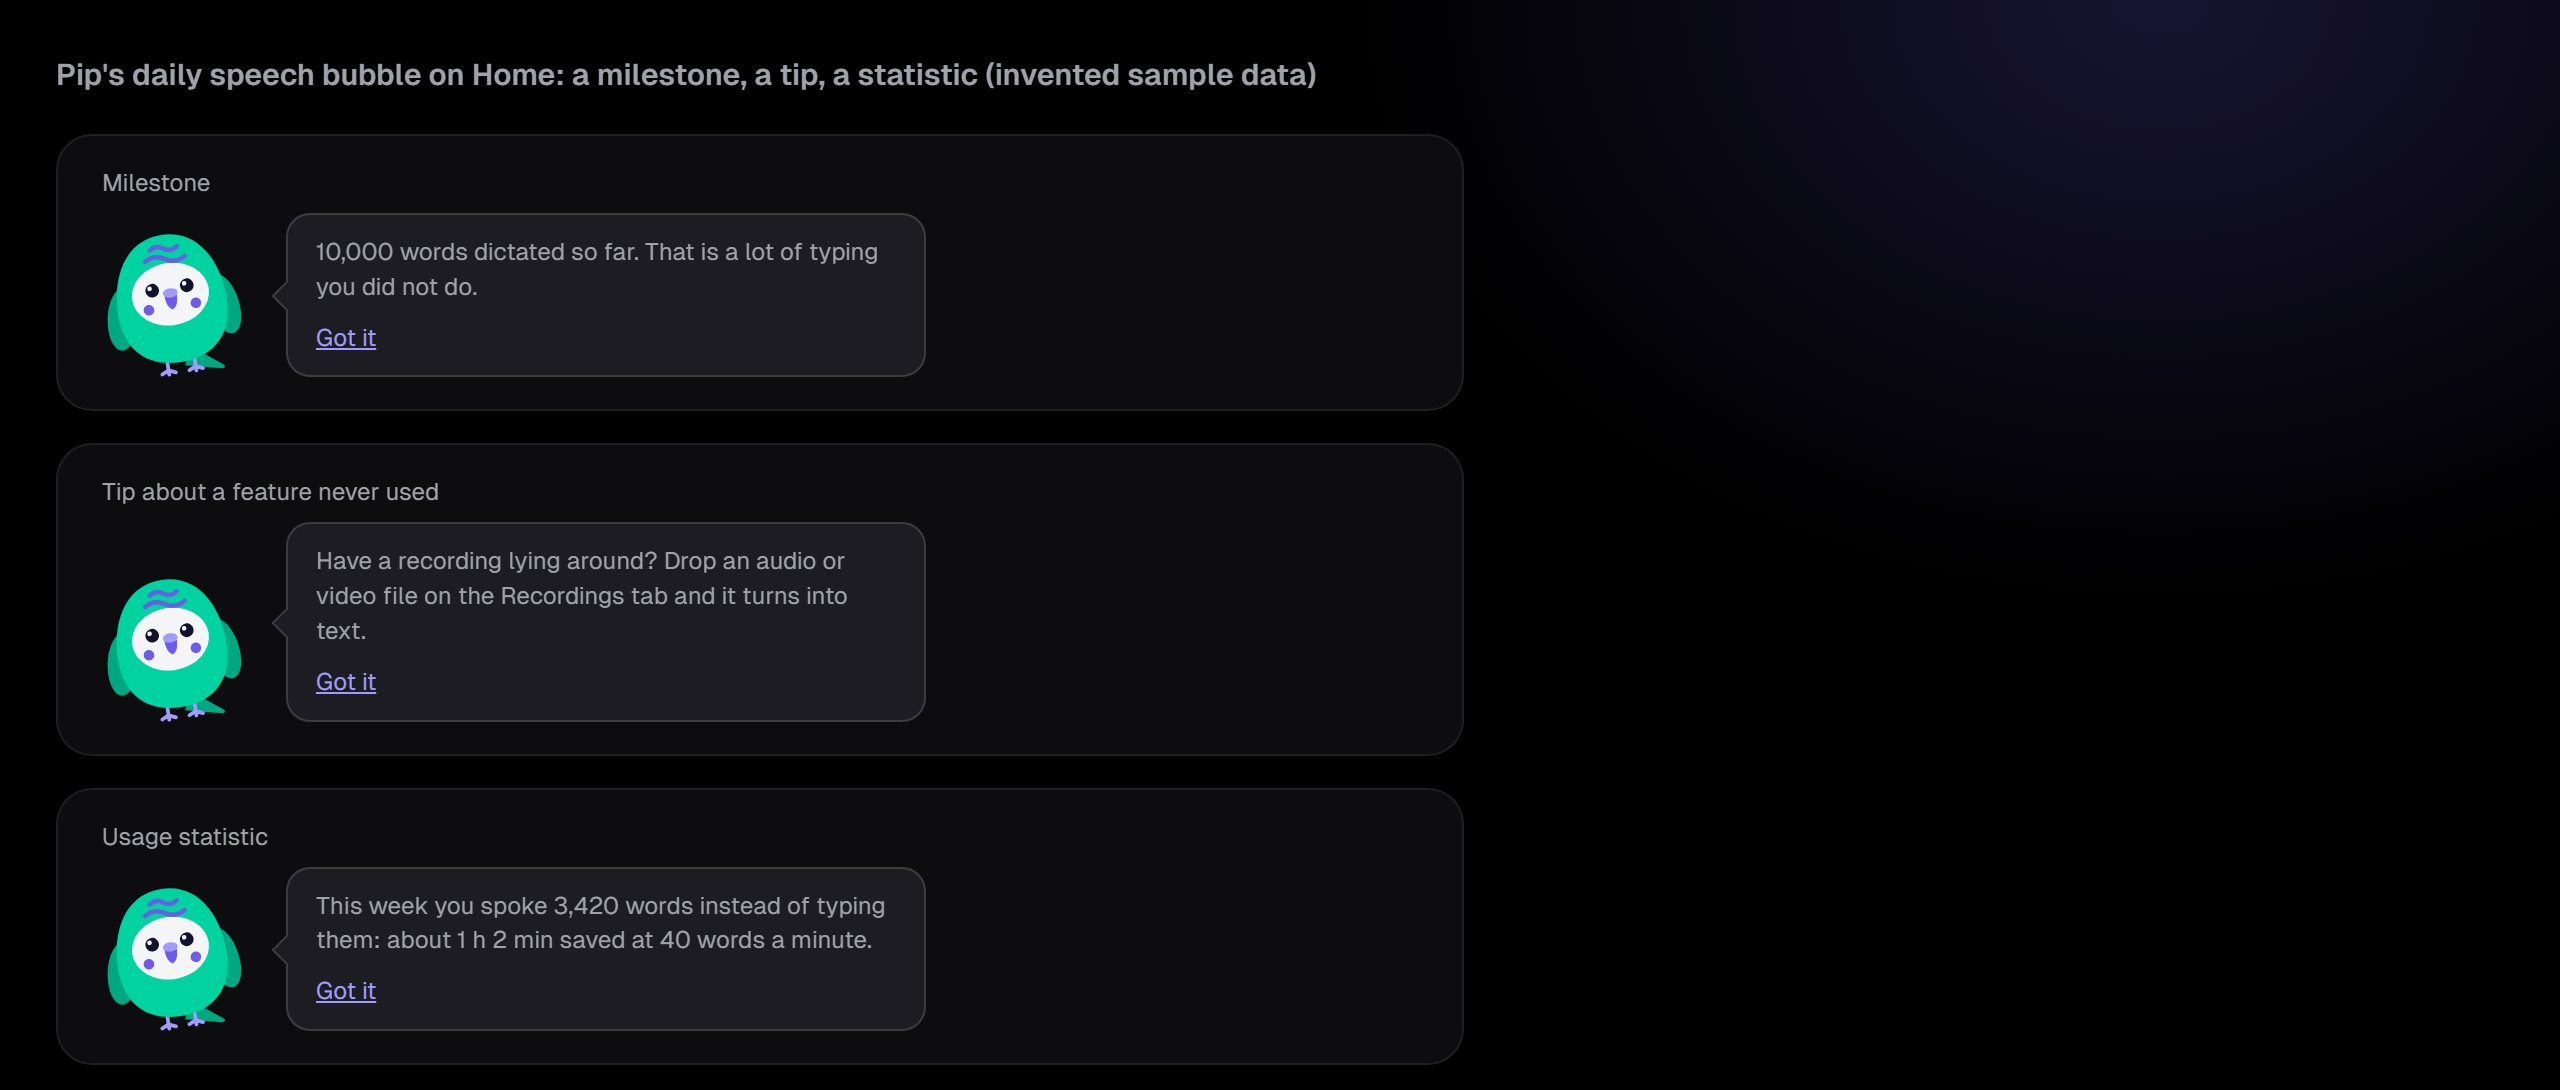 Pip's daily speech bubble on Home: a milestone, a tip, a statistic (invented sample data)
Milestone
10,000 words dictated so far. That is a lot of typing
you did not do.
Got it
Tip about a feature never used
Have a recording lying around? Drop an audio or
video file on the Recordings tab and it turns into
text.
Got it
Usage statistic
This week you spoke 3,420 words instead of typing
them: about 1 h 2 min saved at 40 words a minute.
Got it